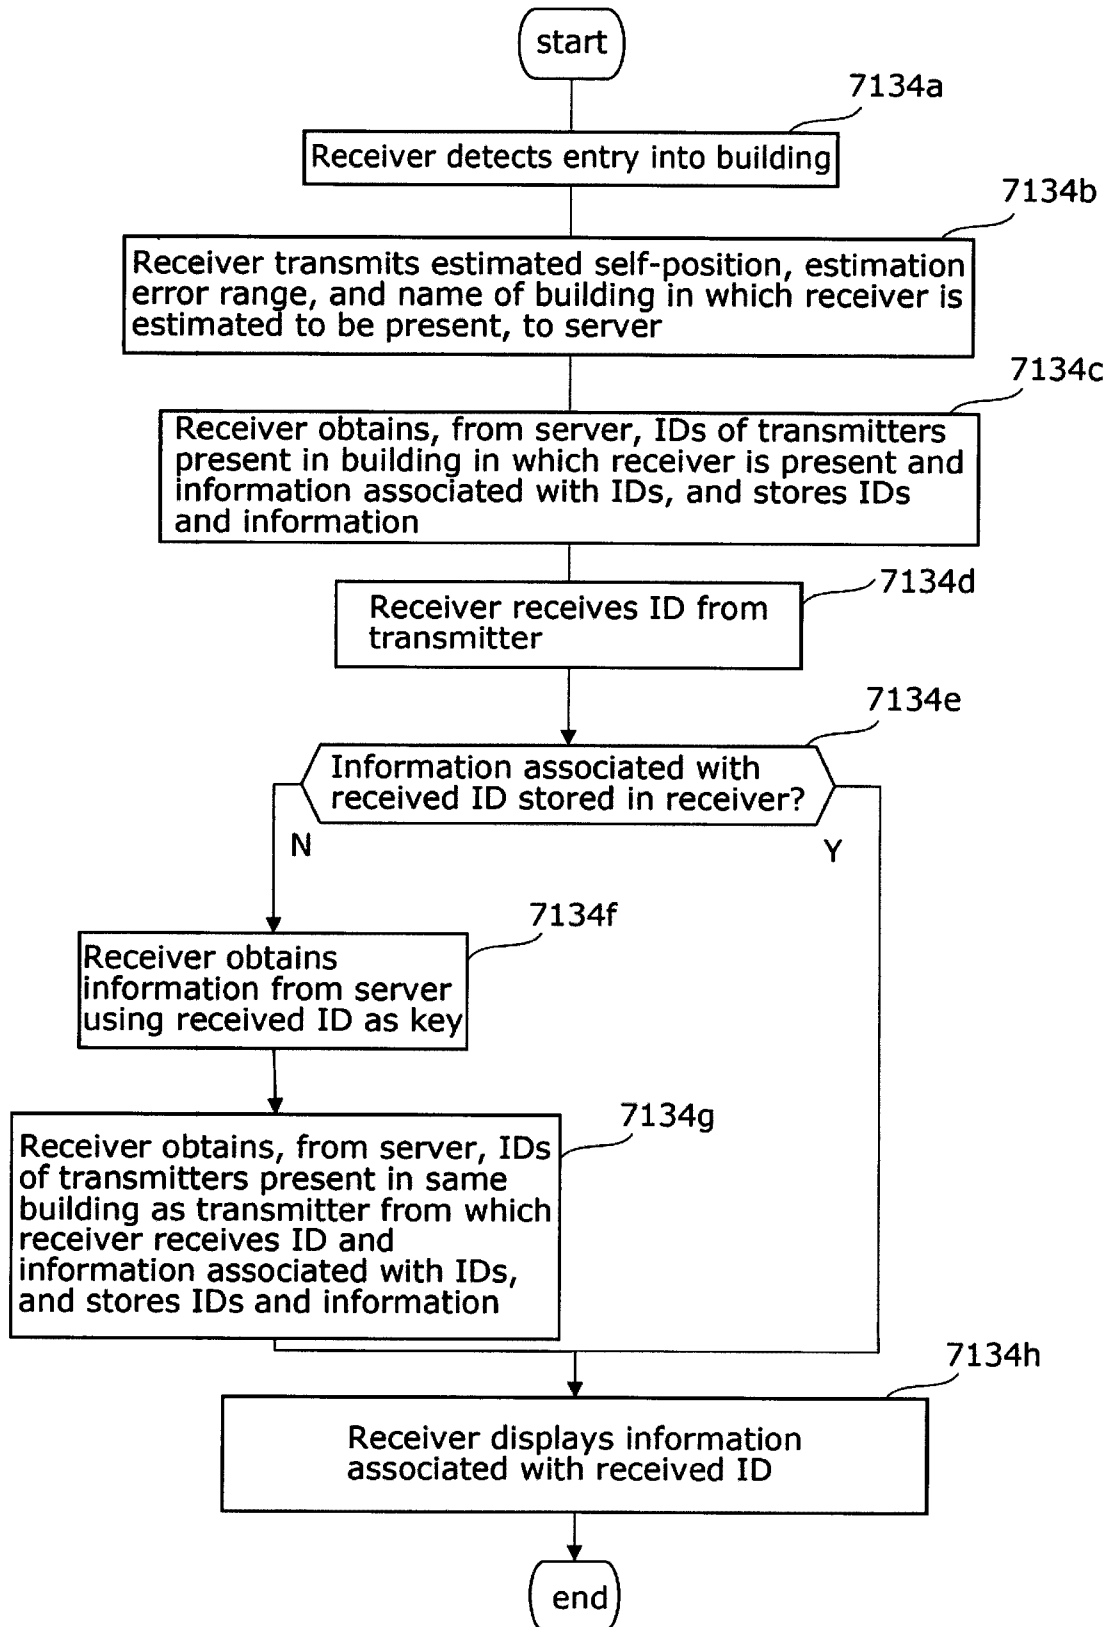 start
7134a
Receiver detects entry into building
7134b
Receiver transmits estimated self-position, estimation
error range, and name of building in which receiver is
estimated to be present, to server
7134c
Receiver obtains, from server, IDs of transmitters
present in building in which receiver is present and
information associated with IDs, and stores IDs
and information
7134d
Receiver receives ID from
transmitter
7134e
Information associated with
received ID stored in receiver?
N
Y
7134f
Receiver obtains
information from server
using received ID as key
7134g
Receiver obtains, from server, IDs
of transmitters present in same
building as transmitter from which
receiver receives ID and
information associated with IDs,
and stores IDs and information
7134h
Receiver displays information
associated with received ID
end